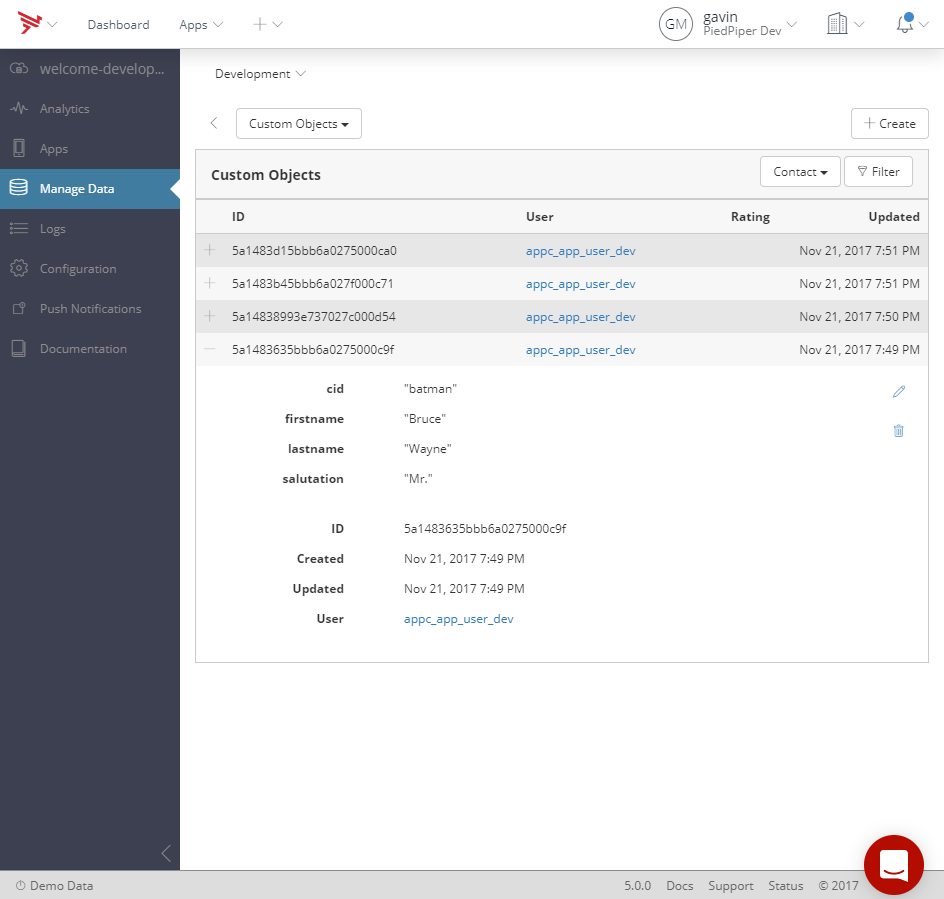 Dashboard Apps GM gavin
PiedPiper Dev
welcome-develop...
Analytics
Apps
Manage Data
Logs
Configuration
Push Notifications
Documentation
Development
Custom Objects Create
Custom Objects Contact Filter
ID User Rating Updated
5a1483d15bbb6a0275000ca0 appc_app_user_dev Nov 21, 2017 7:51 PM
5a1483b45bbb6a027f000c71 appc_app_user_dev Nov 21, 2017 7:51 PM
5a14838993e737027c000d54 appc_app_user_dev Nov 21, 2017 7:50 PM
5a1483635bbb6a0275000c9f appc_app_user_dev Nov 21, 2017 7:49 PM
cid "batman"
firstname "Bruce"
lastname "Wayne"
salutation "Mr."
ID 5a1483635bbb6a0275000c9f
Created Nov 21, 2017 7:49 PM
Updated Nov 21, 2017 7:49 PM
User appc_app_user_dev
Demo Data 5.0.0 Docs Support Status © 2017